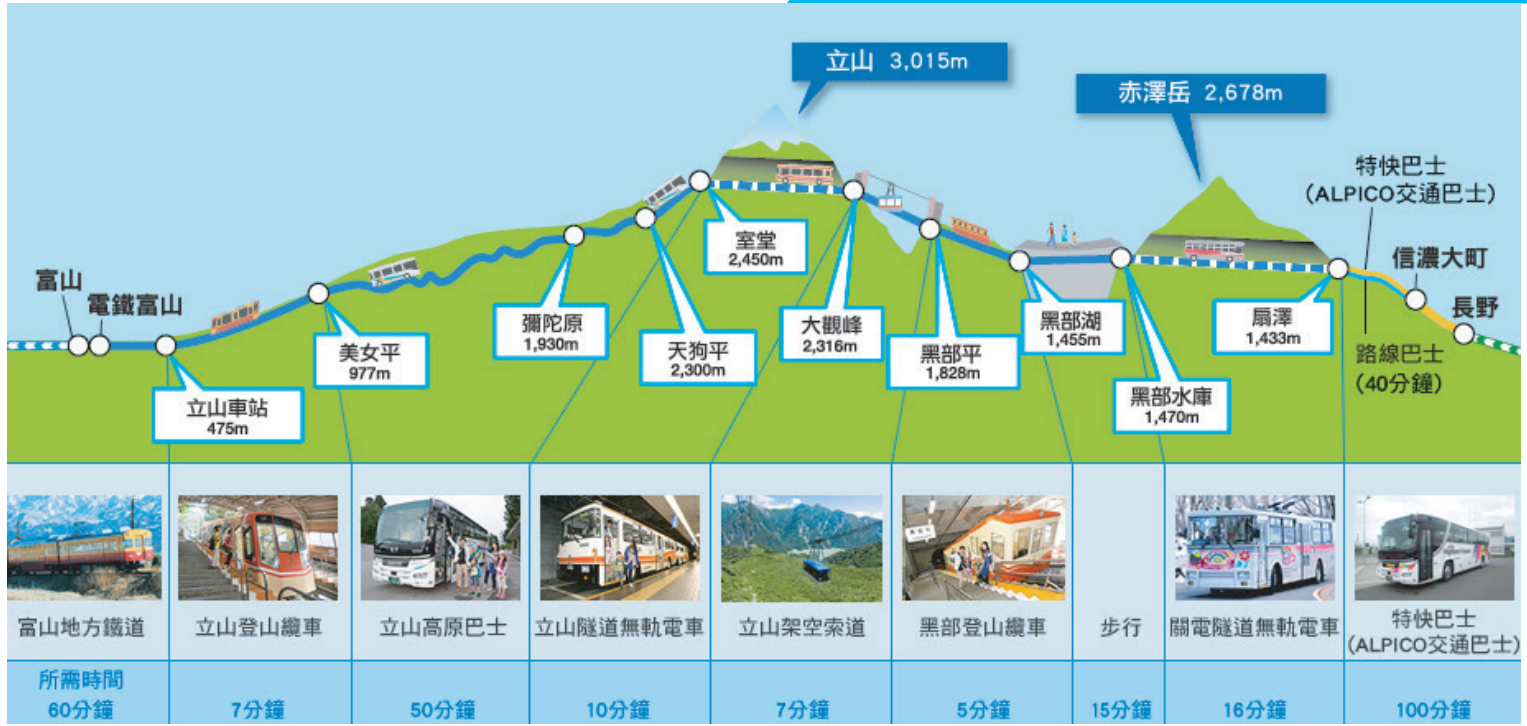 立山 3,015m
赤澤岳 2,678m
特快巴士
(ALPICO交通巴士)
室堂
2,450m
信濃大町
富山
電鐵富山
長野
彌陀原
1,930m
大觀峰
2,316m
黑部湖
1,455m
扇澤
1,433m
美女平
977m
天狗平
2,300m
黑部平
1,828m
路線巴士
(40分鐘)
黑部水庫
1,470m
立山車站
475m
富山地方鐵道
立山登山纜車
立山高原巴士
立山隧道無軌電車
立山架空索道
黑部登山纜車
步行
關電隧道無軌電車
特快巴士
(ALPICO交通巴士)
所需時間
60分鐘
7分鐘
50分鐘
10分鐘
7分鐘
5分鐘
15分鐘
16分鐘
100分鐘